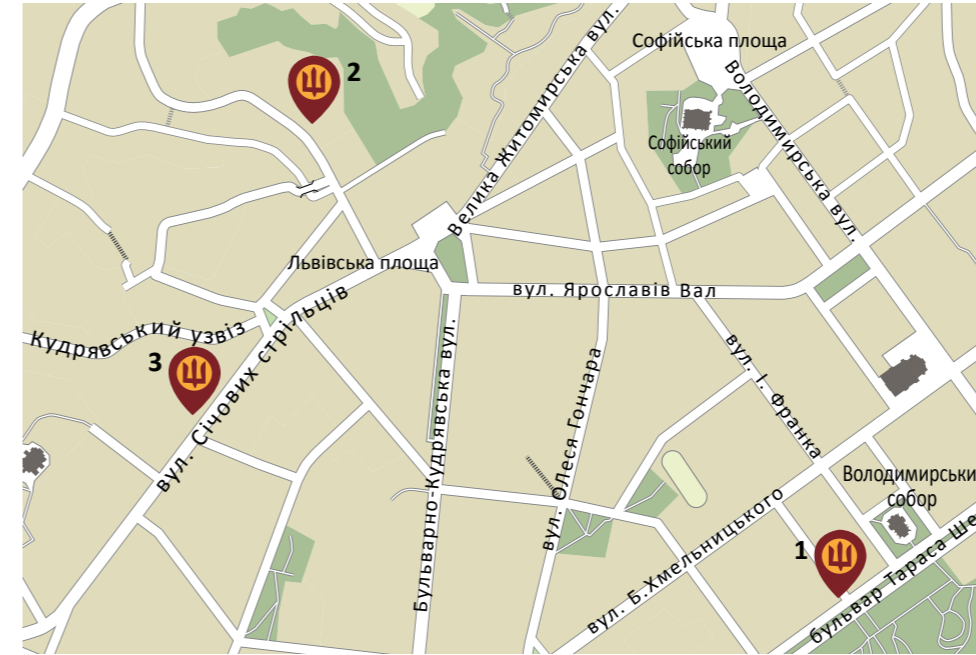 Софійська площа
2
Велика Житомирська вул.
Володимирська вул.
Софійський
собор
Львівська площа
вул. Ярославів Вал
Кудрявський узвіз
3
вул. Січових стрільців
Бульварно-Кудрявська вул.
вул. Олеся Гончара
вул. І. Франка
Володимирськи
собор
вул. Б.Хмельницького
1
бульвар Тараса Ше